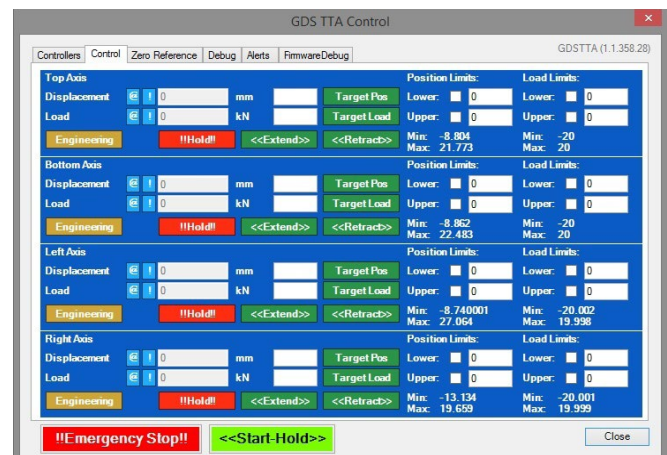 GDS TTA Control
×
Controllers Control Zero Reference Debug Alerts FirmwareDebug GDSTTA (1.1.358.28)
Top Axis Position Limits: Load Limits:
Displacement @ ! 0 mm Target Pos Lower: 0 Lower: 0
Load @ ! 0 kN Target Load Upper: 0 Upper: 0
Engineering !!Hold!! <<Extend>> <<Retract>> Min: -8.804 Min: -20
Max: 21.773 Max: 20
Bottom Axis Position Limits: Load Limits:
Displacement @ ! 0 mm Target Pos Lower: 0 Lower: 0
Load @ ! 0 kN Target Load Upper: 0 Upper: 0
Engineering !!Hold!! <<Extend>> <<Retract>> Min: -8.862 Min: -20
Max: 22.483 Max: 20
Left Axis Position Limits: Load Limits:
Displacement @ ! 0 mm Target Pos Lower: 0 Lower: 0
Load @ ! 0 kN Target Load Upper: 0 Upper: 0
Engineering !!Hold!! <<Extend>> <<Retract>> Min: -8.740001 Min: -20.002
Max: 27.064 Max: 19.998
Right Axis Position Limits: Load Limits:
Displacement @ ! 0 mm Target Pos Lower: 0 Lower: 0
Load @ ! 0 kN Target Load Upper: 0 Upper: 0
Engineering !!Hold!! <<Extend>> <<Retract>> Min: -13.134 Min: -20.001
Max: 19.659 Max: 19.999
!!Emergency Stop!! <<Start-Hold>> Close